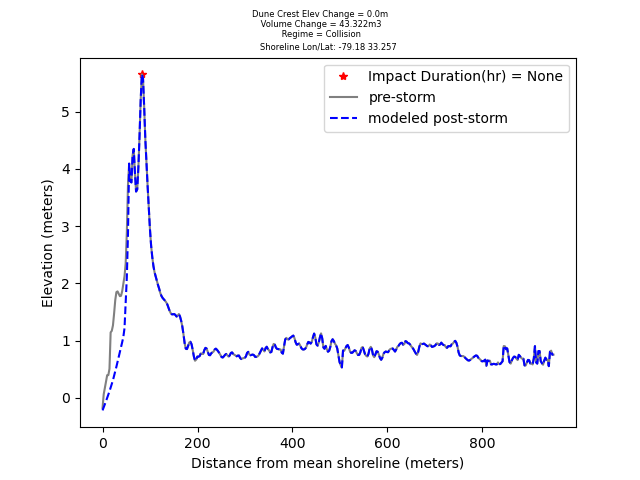 Dune Crest Elev Change = 0.0m
Volume Change = 43.322m3
Regime = Collision
Shoreline Lon/Lat: -79.18 33.257
Impact Duration(hr) = None
pre-storm
modeled post-storm
Elevation (meters)
5
4
3
2
1
0
0 200 400 600 800
Distance from mean shoreline (meters)